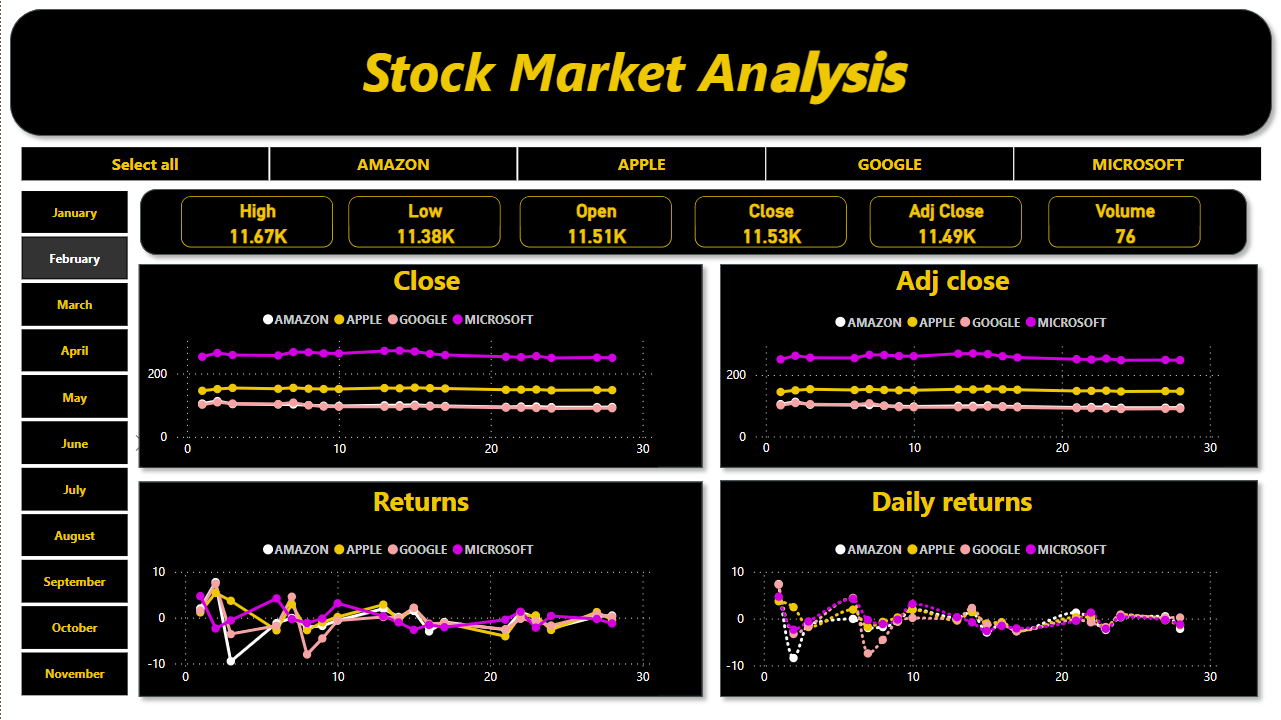 Stock Market Analysis
Select all AMAZON APPLE GOOGLE MICROSOFT
January
February
March
April
May
June
July
August
September
October
November
High Low Open Close Adj Close Volume
11.67K 11.38K 11.51K 11.53K 11.49K 76
Close
AMAZON APPLE GOOGLE MICROSOFT
200
0
0 10 20 30
Adj close
AMAZON APPLE GOOGLE MICROSOFT
200
0
0 10 20 30
Returns
AMAZON APPLE GOOGLE MICROSOFT
10
0
-10
0 10 20 30
Daily returns
AMAZON APPLE GOOGLE MICROSOFT
10
0
-10
0 10 20 30